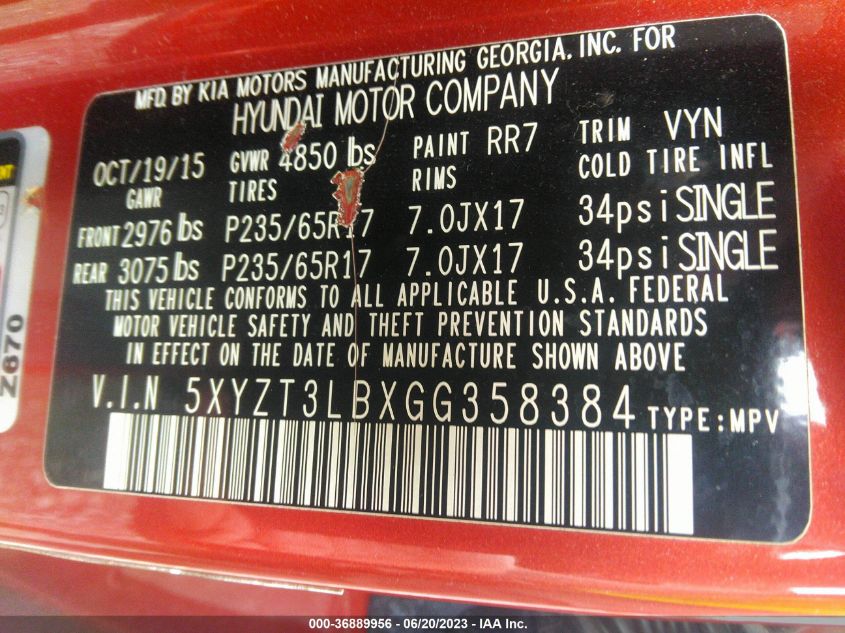 MFD. BY KIA MOTORS MANUFACTURING GEORGIA, INC. FOR
HYUNDAI MOTOR COMPANY
OCT/19/15 GVWR 4850 lbs PAINT RR7 TRIM VYN
GAWR TIRES RIMS COLD TIRE INFL
FRONT 2976 lbs P235/65R17 7.0JX17 34psi SINGLE
REAR 3075 lbs P235/65R17 7.0JX17 34psi SINGLE
THIS VEHICLE CONFORMS TO ALL APPLICABLE U.S.A. FEDERAL
MOTOR VEHICLE SAFETY AND THEFT PREVENTION STANDARDS
IN EFFECT ON THE DATE OF MANUFACTURE SHOWN ABOVE
V.I.N 5XYZT3LBXGG358384 TYPE:MPV
Z670
000-36889956 / 06/20/2023 / IAA Inc.